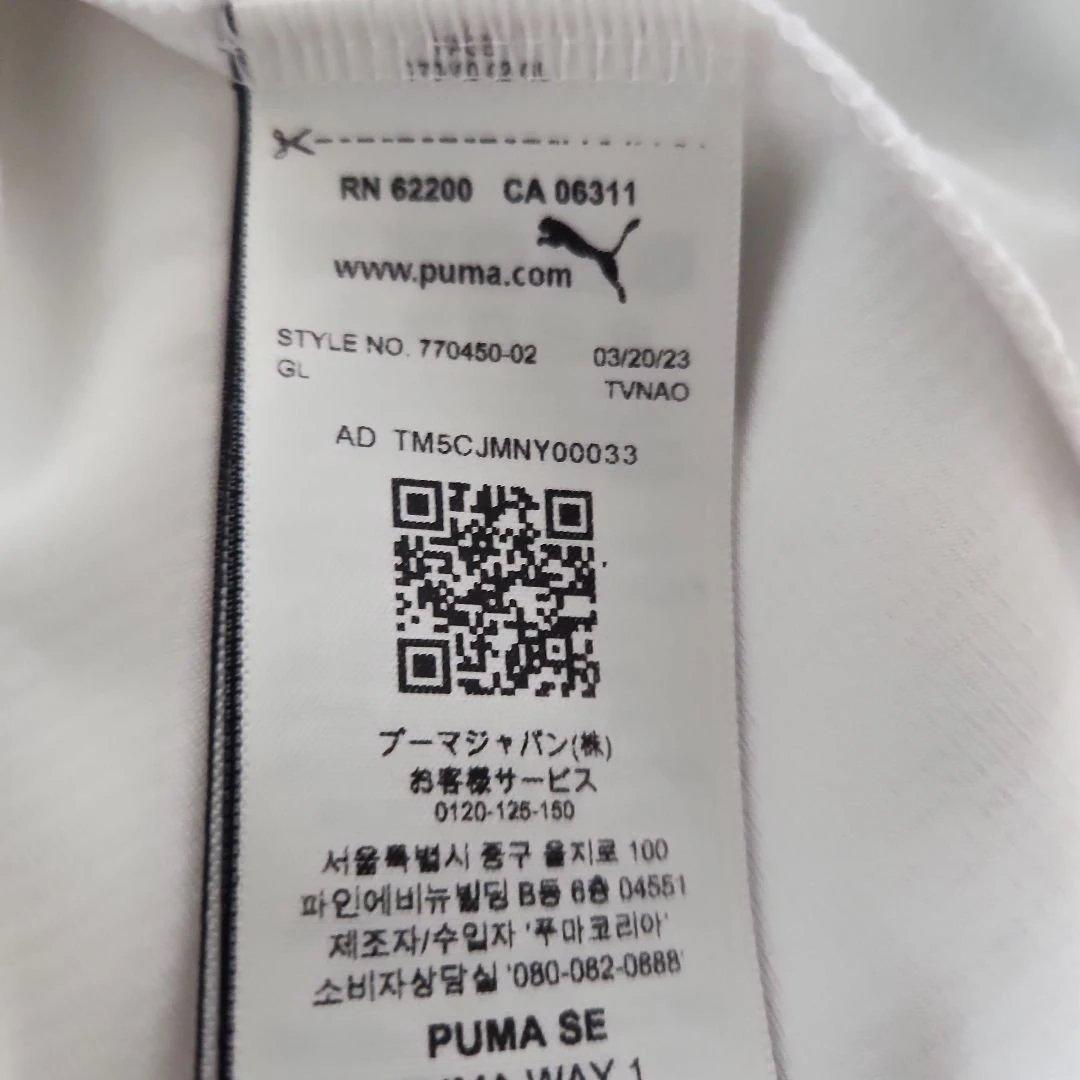 RN 62200 CA 06311
www.puma.com
STYLE NO. 770450-02 03/20/23
GL TVNAO
AD TM5CJMNY00033
プーマジャパン(株)
お客様サービス
0120-125-150
서울특별시 중구 을지로 100
파인에비뉴빌딩 B동 6층 04551
제조자/수입자 '푸마코리아'
소비자상담실 '080-082-0888'
PUMA SE
WAY 1